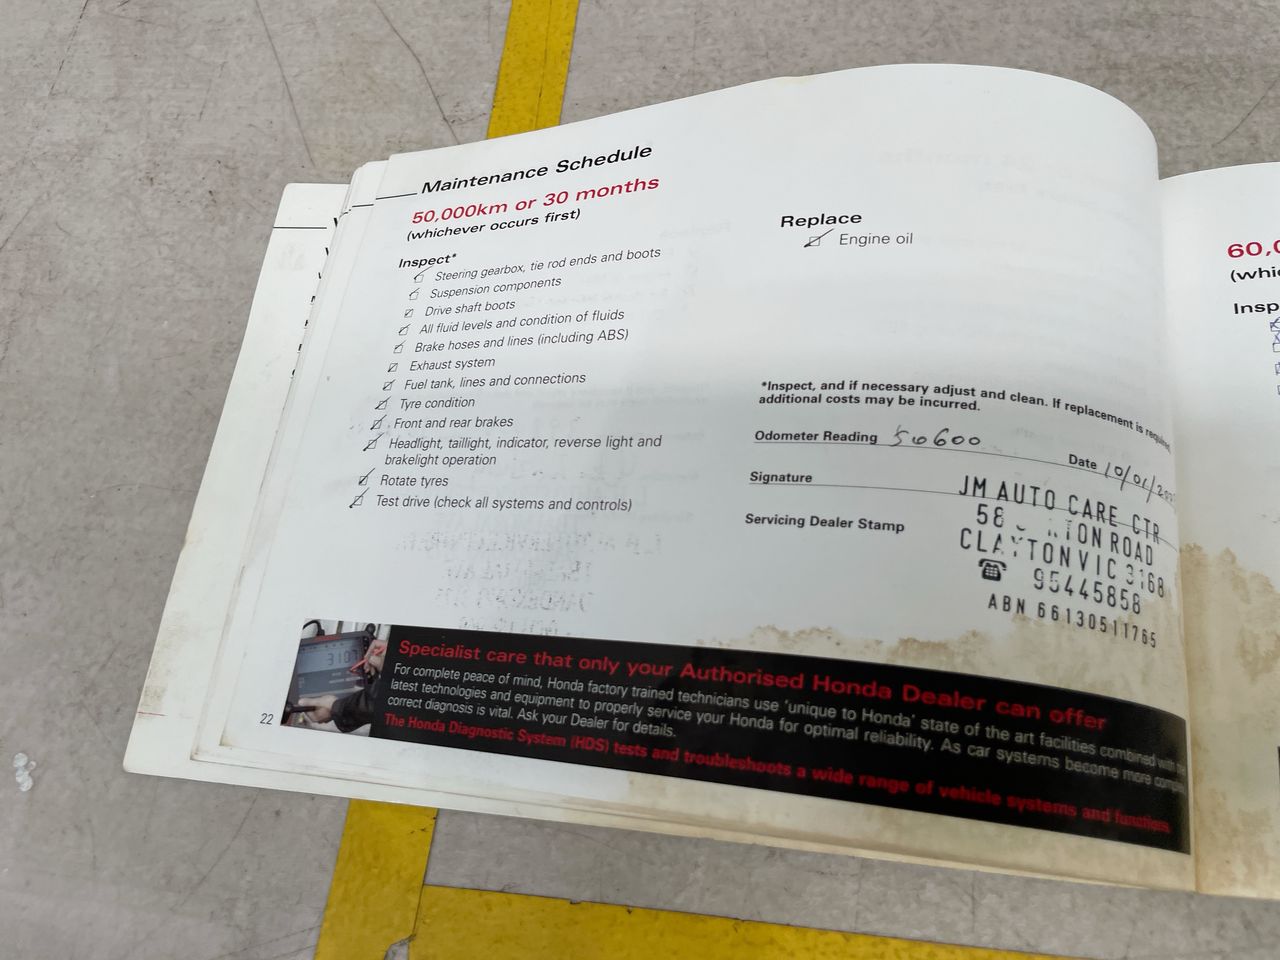 Maintenance Schedule
50,000km or 30 months
(whichever occurs first)
Inspect*
Steering gearbox, tie rod ends and boots
Suspension components
Drive shaft boots
All fluid levels and condition of fluids
Brake hoses and lines (including ABS)
Exhaust system
Fuel tank, lines and connections
Tyre condition
Front and rear brakes
Headlight, taillight, indicator, reverse light and
brakelight operation
Rotate tyres
Test drive (check all systems and controls)
Replace
Engine oil
*Inspect, and if necessary adjust and clean. If replacement is
additional costs may be incurred.
Odometer Reading 50600
Date 10/01/
Signature
Servicing Dealer Stamp
JM AUTO CARE CTR
ROAD
CLAYTON VIC 3168
☎ 95445858
ABN 66130511765
Specialist care that only your Authorised Honda Dealer can offer
For complete peace of mind, Honda factory trained technicians use 'unique to Honda' state of the art facilities combined with the
latest technologies and equipment to properly service your Honda for optimal reliability. As car systems become more
correct diagnosis is vital. Ask your Dealer for details.
The Honda Diagnostic System (HDS) tests and troubleshoots a wide range of vehicle systems and functions
22